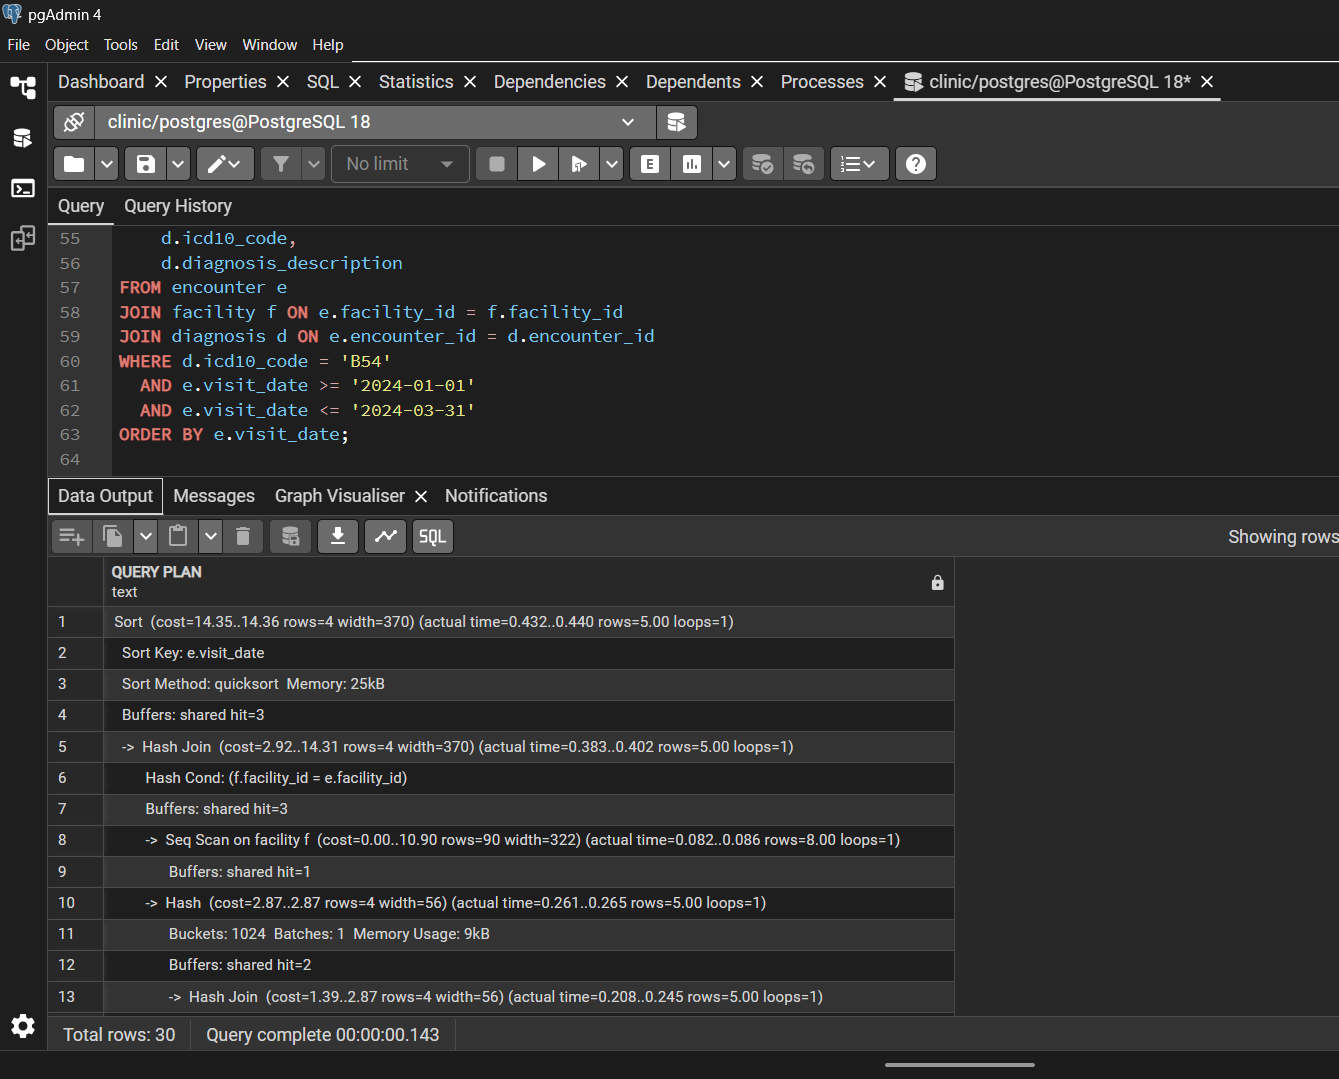 pgAdmin 4
File Object Tools Edit View Window Help
Dashboard Properties SQL Statistics Dependencies Dependents Processes clinic/postgres@PostgreSQL 18*
clinic/postgres@PostgreSQL 18
No limit E
Query Query History
55 d.icd10_code,
56 d.diagnosis_description
57 FROM encounter e
58 JOIN facility f ON e.facility_id = f.facility_id
59 JOIN diagnosis d ON e.encounter_id = d.encounter_id
60 WHERE d.icd10_code = 'B54'
61 AND e.visit_date >= '2024-01-01'
62 AND e.visit_date <= '2024-03-31'
63 ORDER BY e.visit_date;
64
Data Output Messages Graph Visualiser Notifications
SQL Showing rows
QUERY PLAN
text
1 Sort (cost=14.35..14.36 rows=4 width=370) (actual time=0.432..0.440 rows=5.00 loops=1)
2 Sort Key: e.visit_date
3 Sort Method: quicksort Memory: 25kB
4 Buffers: shared hit=3
5 -> Hash Join (cost=2.92..14.31 rows=4 width=370) (actual time=0.383..0.402 rows=5.00 loops=1)
6 Hash Cond: (f.facility_id = e.facility_id)
7 Buffers: shared hit=3
8 -> Seq Scan on facility f (cost=0.00..10.90 rows=90 width=322) (actual time=0.082..0.086 rows=8.00 loops=1)
9 Buffers: shared hit=1
10 -> Hash (cost=2.87..2.87 rows=4 width=56) (actual time=0.261..0.265 rows=5.00 loops=1)
11 Buckets: 1024 Batches: 1 Memory Usage: 9kB
12 Buffers: shared hit=2
13 -> Hash Join (cost=1.39..2.87 rows=4 width=56) (actual time=0.208..0.245 rows=5.00 loops=1)
Total rows: 30 Query complete 00:00:00.143